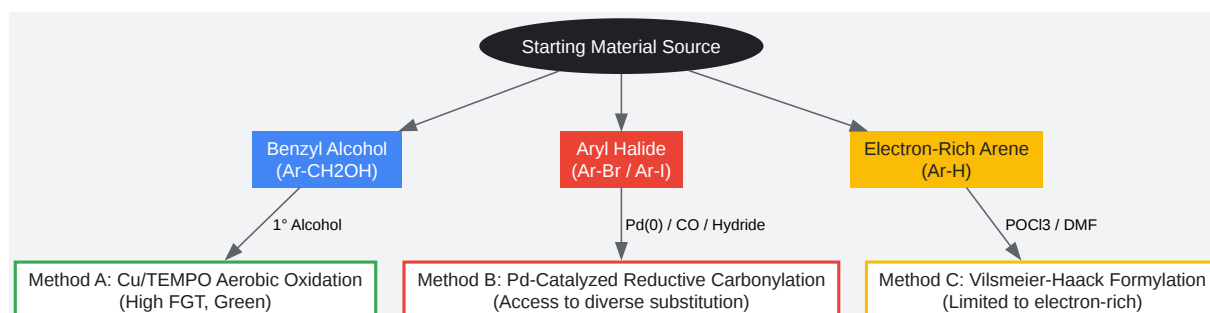 Starting Material Source
Benzyl Alcohol
(Ar-CH2OH)
Aryl Halide
(Ar-Br / Ar-I)
Electron-Rich Arene
(Ar-H)
1° Alcohol
Pd(0) / CO / Hydride
POCl3 / DMF
Method A: Cu/TEMPO Aerobic Oxidation
(High FGT, Green)
Method B: Pd-Catalyzed Reductive Carbonylation
(Access to diverse substitution)
Method C: Vilsmeier-Haack Formylation
(Limited to electron-rich)